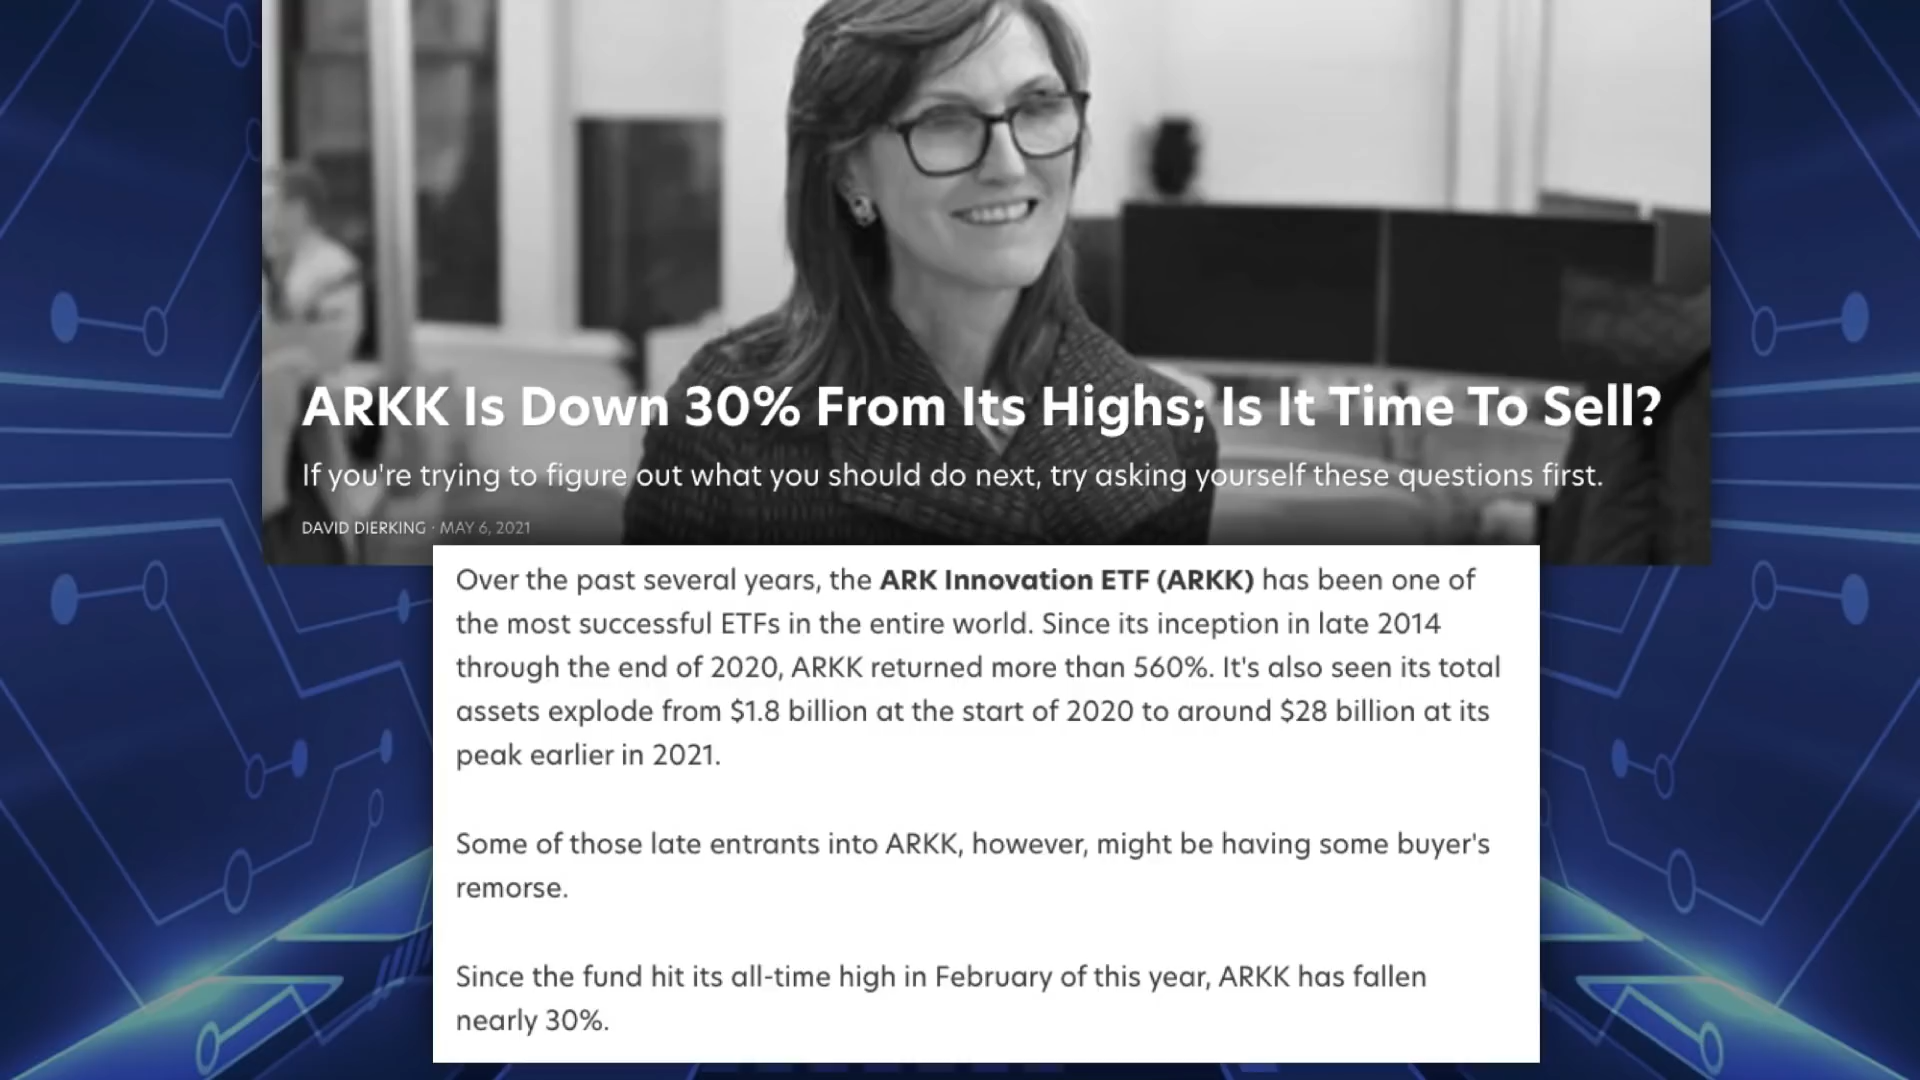 ARKK Is Down 30% From Its Highs; Is It Time To Sell?
If you're trying to figure out what you should do next, try asking yourself these questions first.
DAVID DIERKING · MAY 6, 2021
Over the past several years, the ARK Innovation ETF (ARKK) has been one of
the most successful ETFs in the entire world. Since its inception in late 2014
through the end of 2020, ARKK returned more than 560%. It's also seen its total
assets explode from $1.8 billion at the start of 2020 to around $28 billion at its
peak earlier in 2021.
Some of those late entrants into ARKK, however, might be having some buyer's
remorse.
Since the fund hit its all-time high in February of this year, ARKK has fallen
nearly 30%.